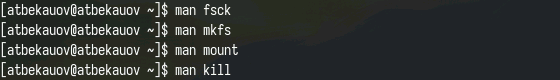 [atbekauov@atbekauov ~]$ man fsck
[atbekauov@atbekauov ~]$ man mkfs
[atbekauov@atbekauov ~]$ man mount
[atbekauov@atbekauov ~]$ man kill